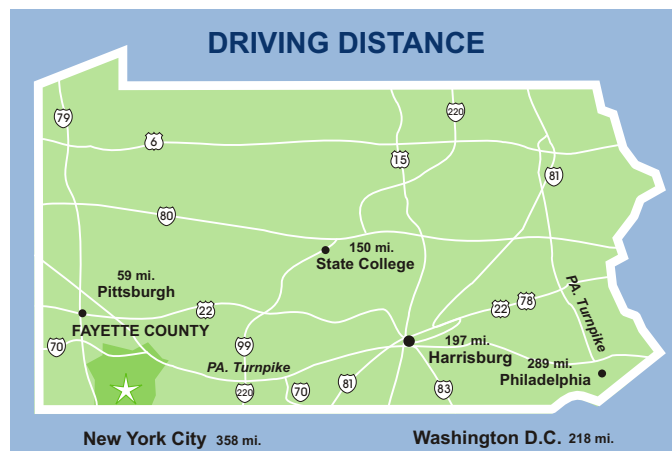 DRIVING DISTANCE
79
220
6
15
81
80
150 mi.
State College
59 mi.
Pittsburgh
PA. Turnpike
22
22
78
FAYETTE COUNTY
70
99
197 mi.
Harrisburg
PA. Turnpike
289 mi.
Philadelphia
220
70
81
83
New York City 358 mi.
Washington D.C. 218 mi.